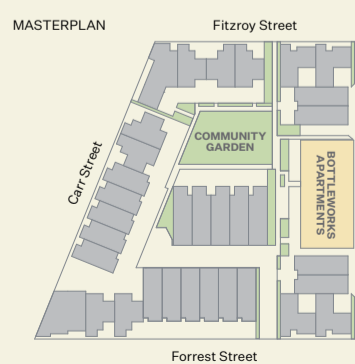 MASTERPLAN
Fitzroy Street
Carr Street
COMMUNITY
GARDEN
BOTTLEWORKS
APARTMENTS
Forrest Street